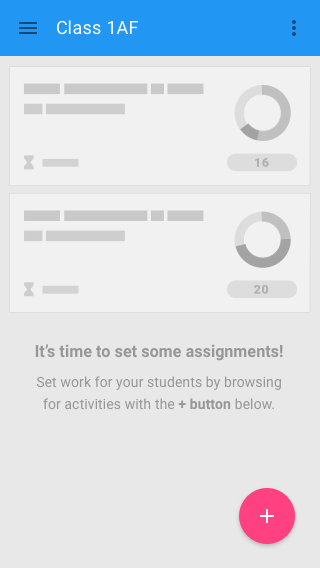 Class 1AF
16
20
It's time to set some assignments!
Set work for your students by browsing
for activities with the + button below.